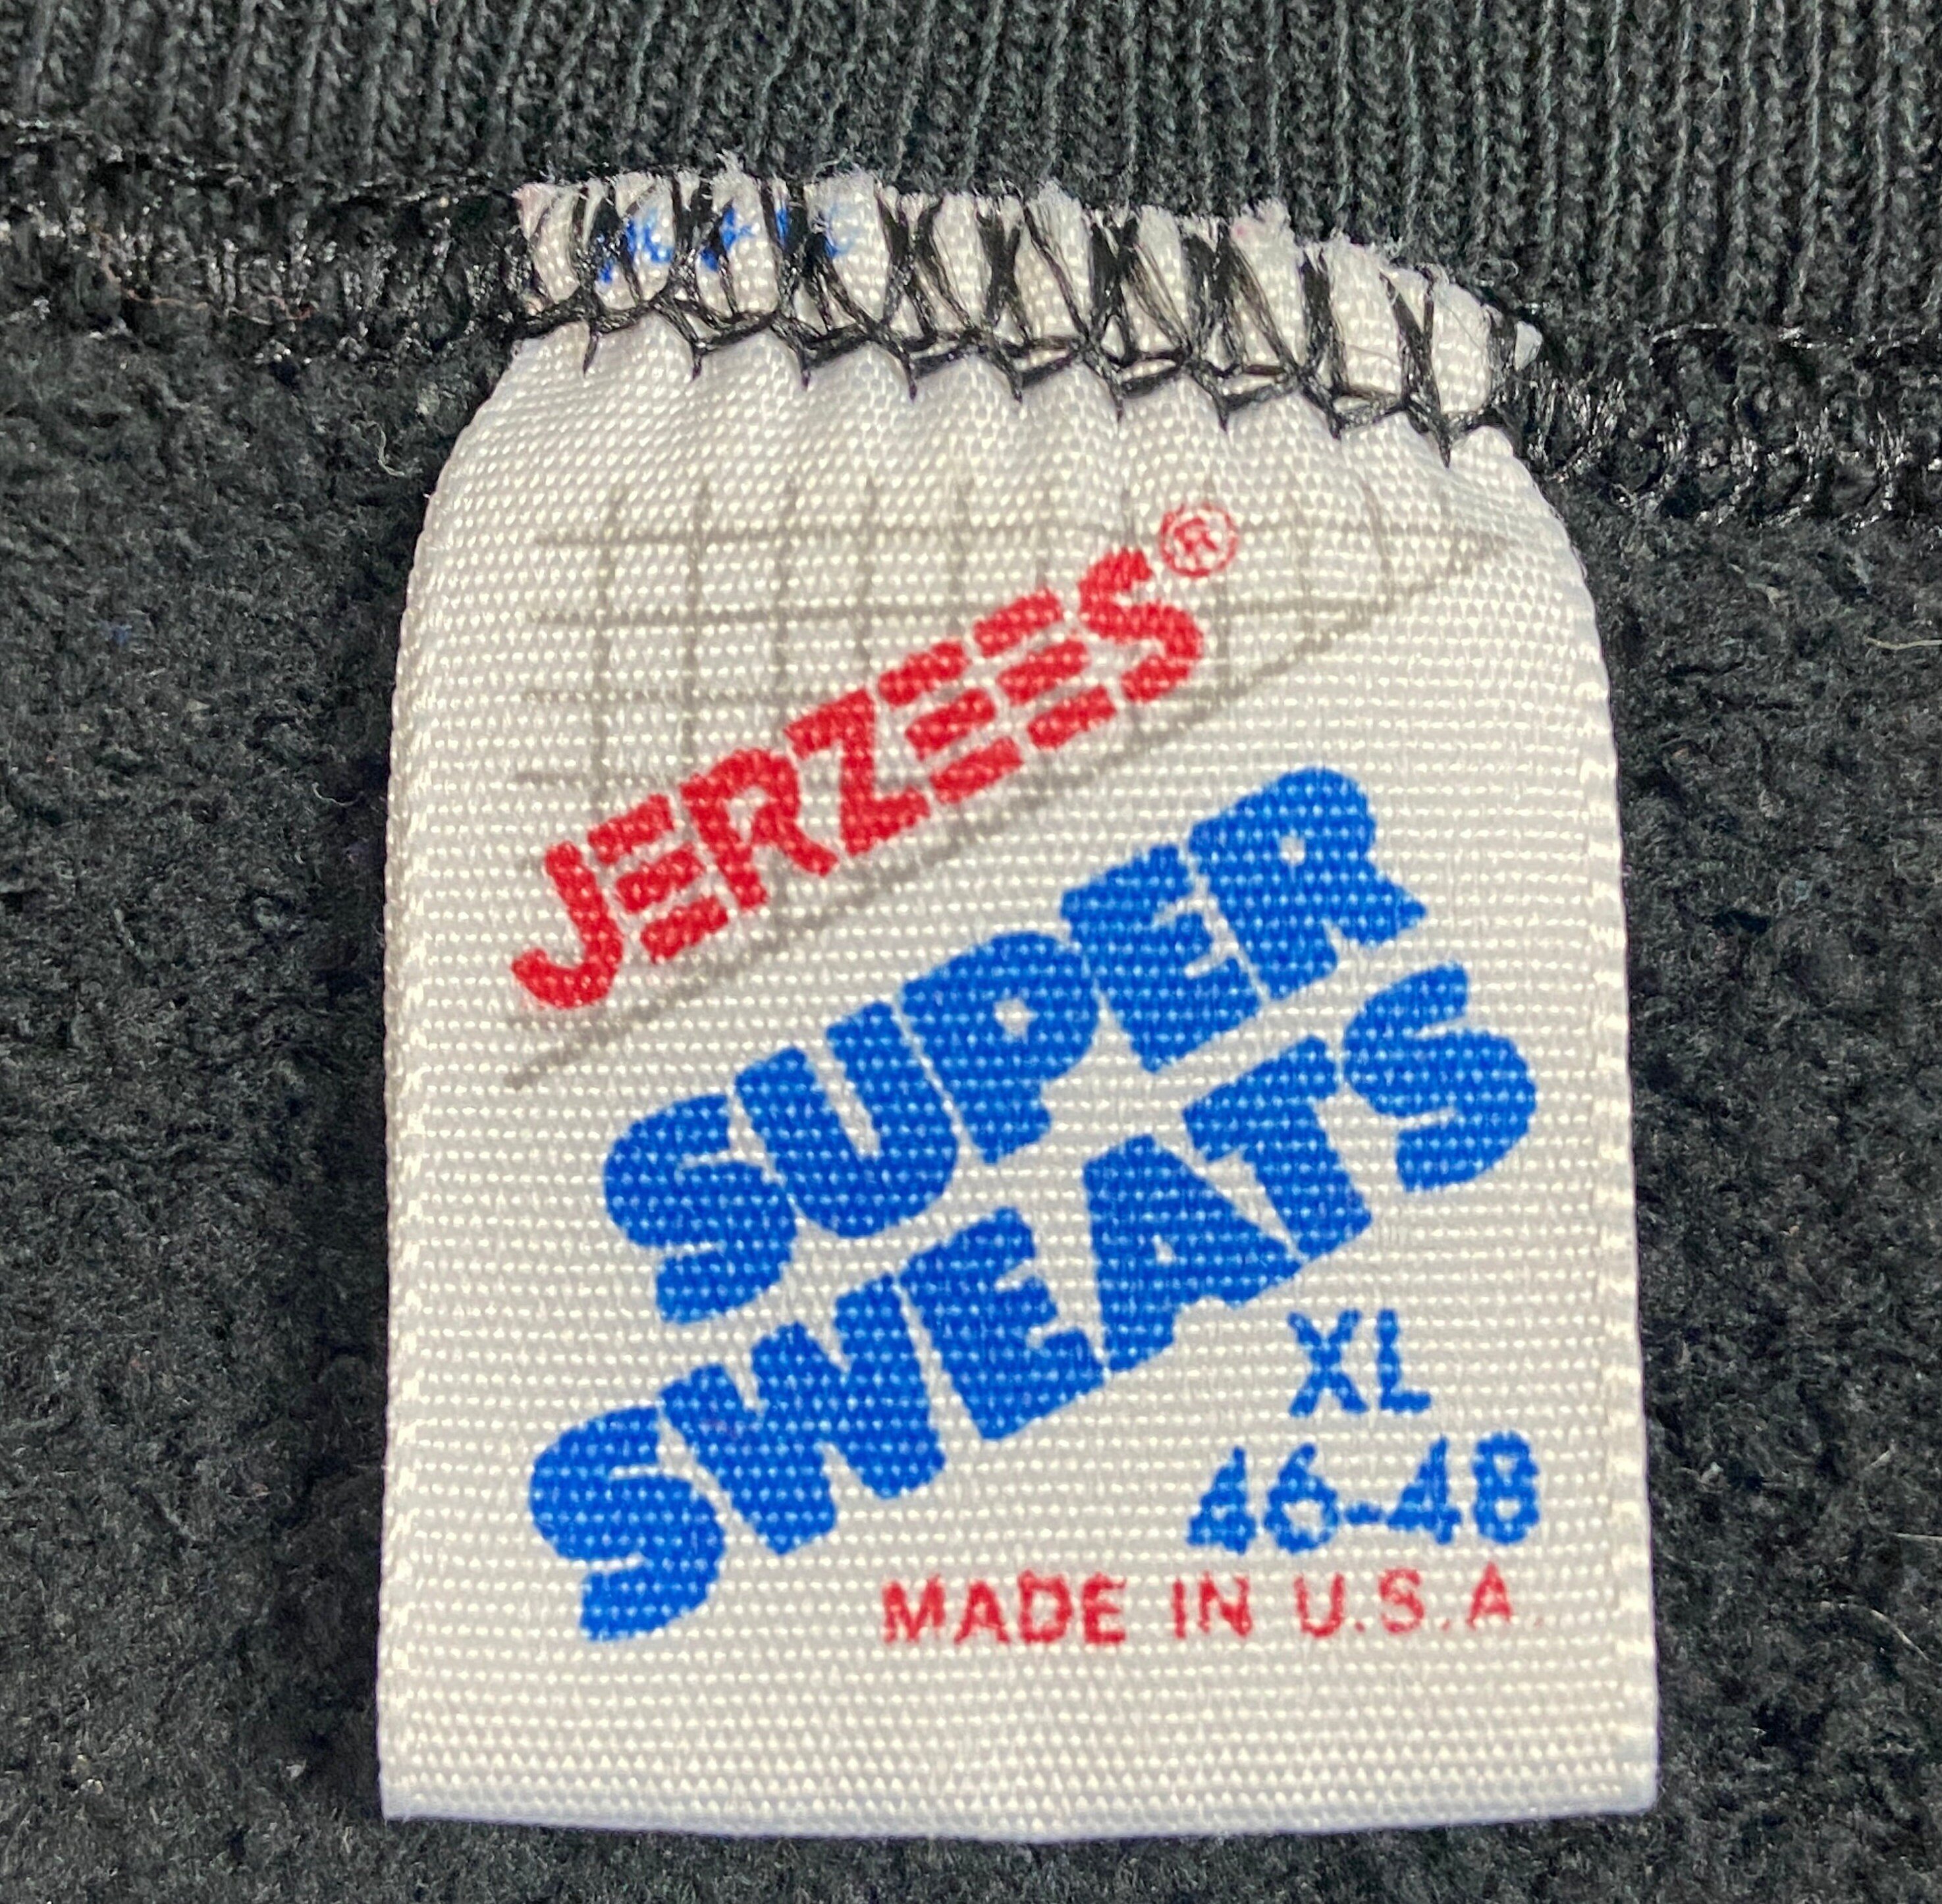 JERZEES®
SUPER
SWEATS
XL
46-48
MADE IN U.S.A.